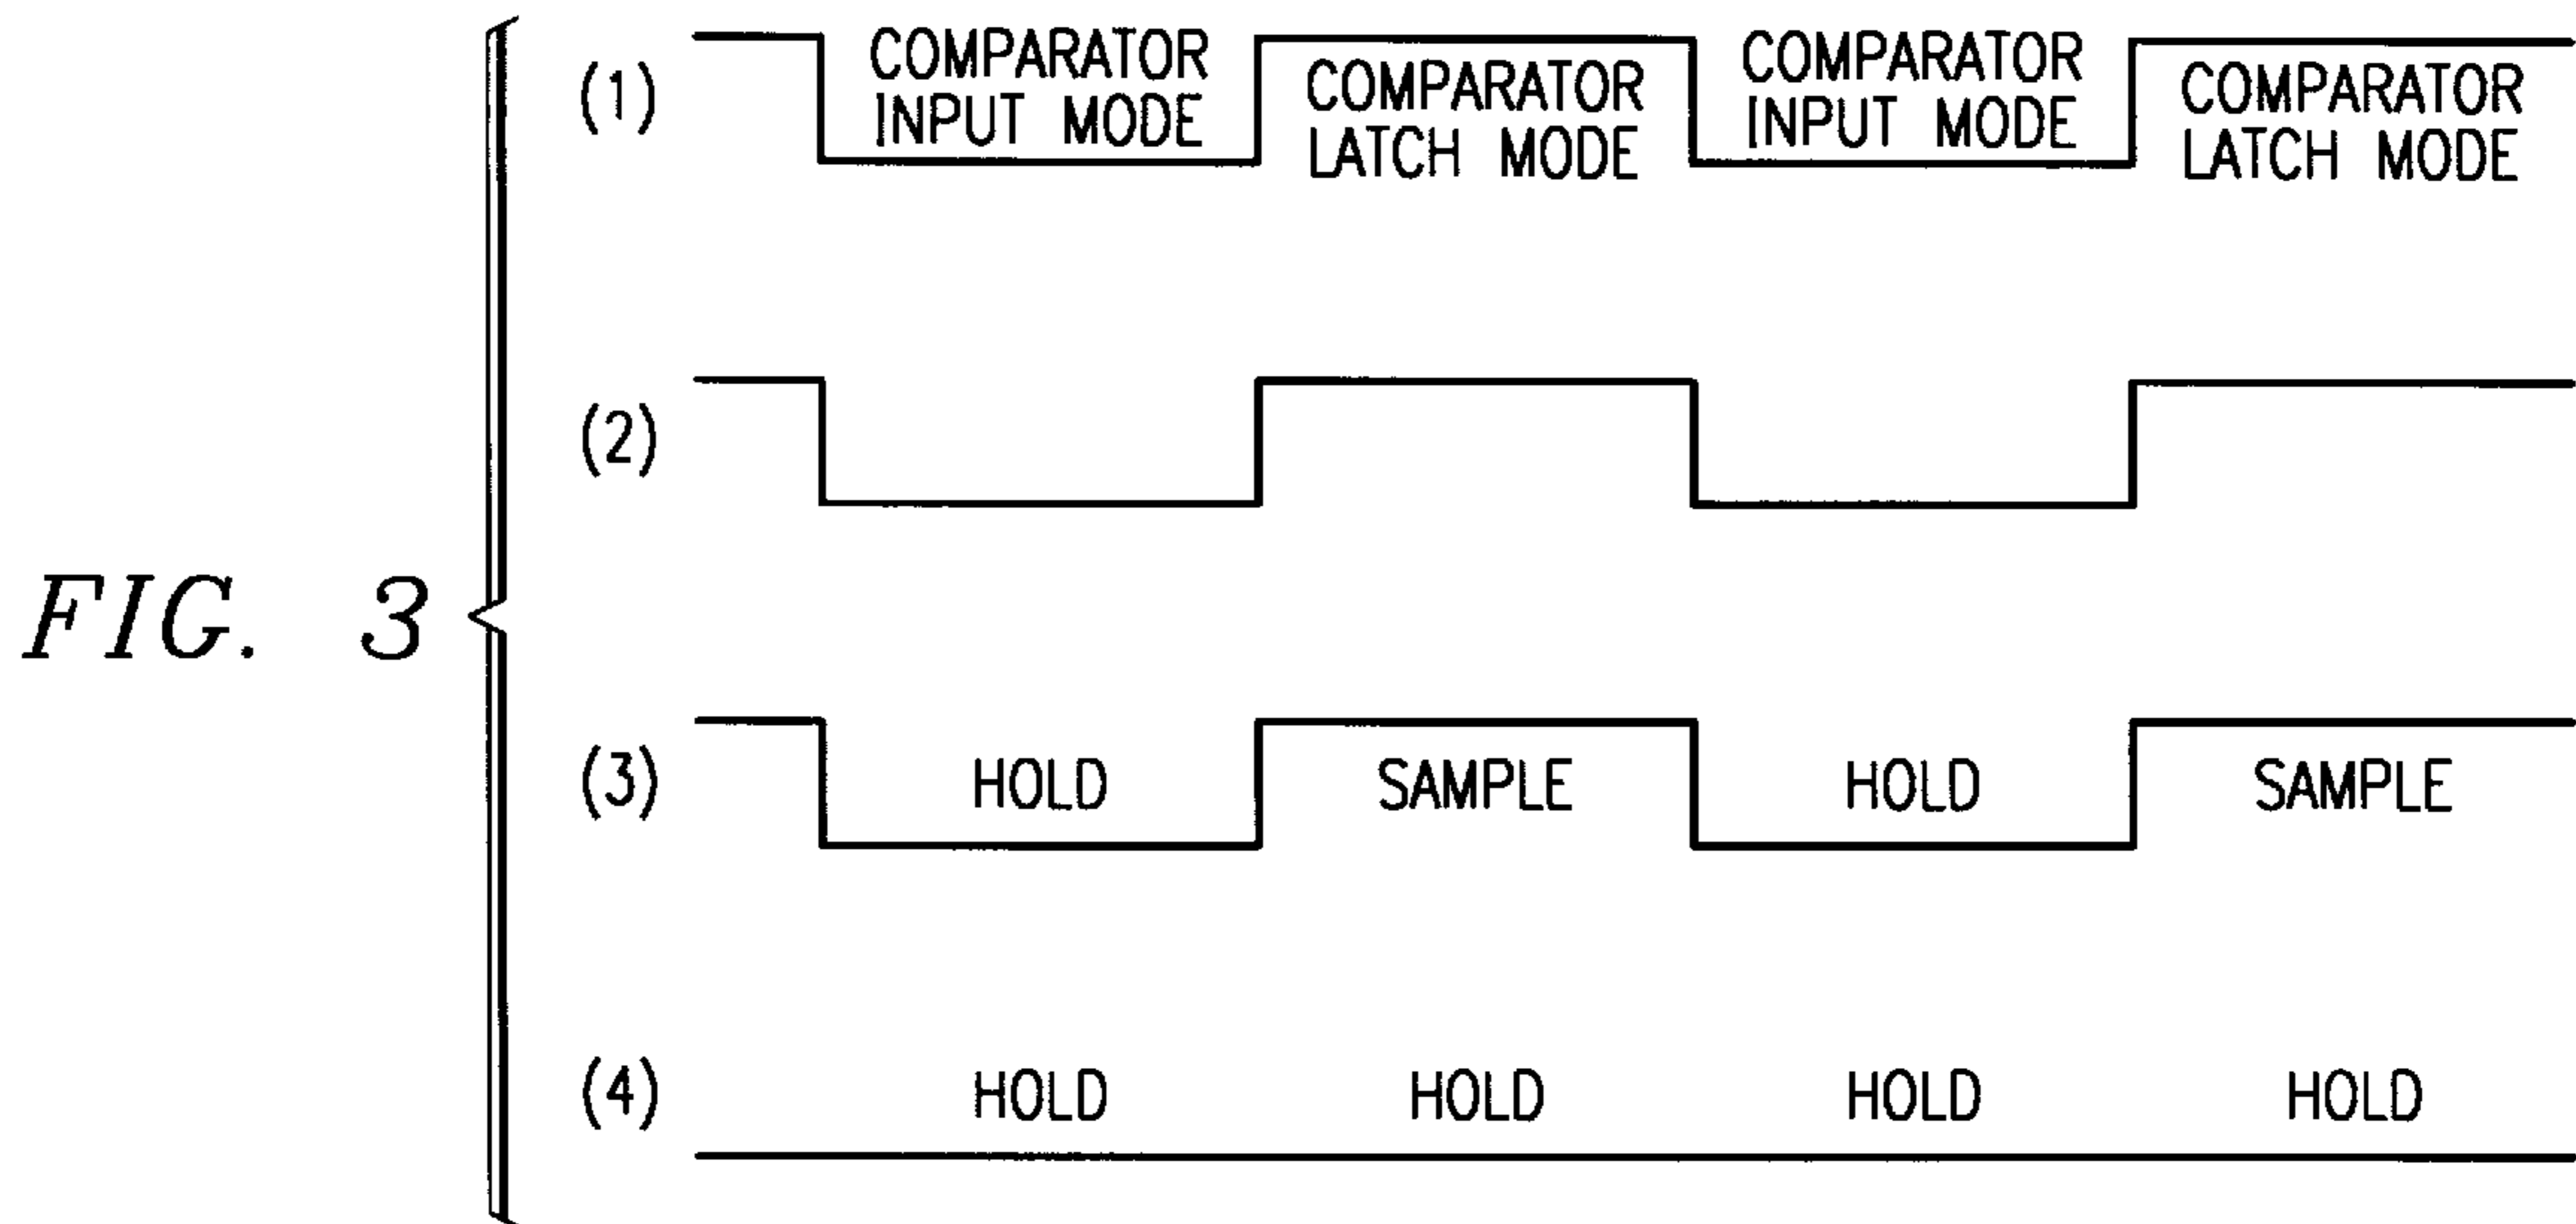 FIG. 3
(1)
COMPARATOR
INPUT MODE
COMPARATOR
LATCH MODE
COMPARATOR
INPUT MODE
COMPARATOR
LATCH MODE
(2)
(3)
HOLD SAMPLE HOLD SAMPLE
(4)
HOLD HOLD HOLD HOLD